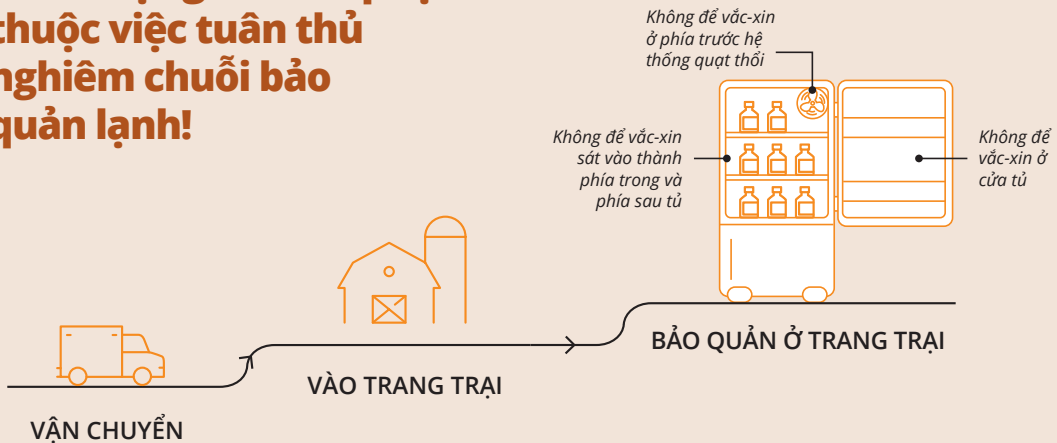 thuộc việc tuân thủ
nghiêm chuỗi bảo
quản lạnh!
Không để vắc-xin
ở phía trước hệ
thống quạt thổi
Không để vắc-xin
sát vào thành
phía trong và
phía sau tủ
Không để
vắc-xin ở
cửa tủ
BẢO QUẢN Ở TRANG TRẠI
VÀO TRANG TRẠI
VẬN CHUYỂN